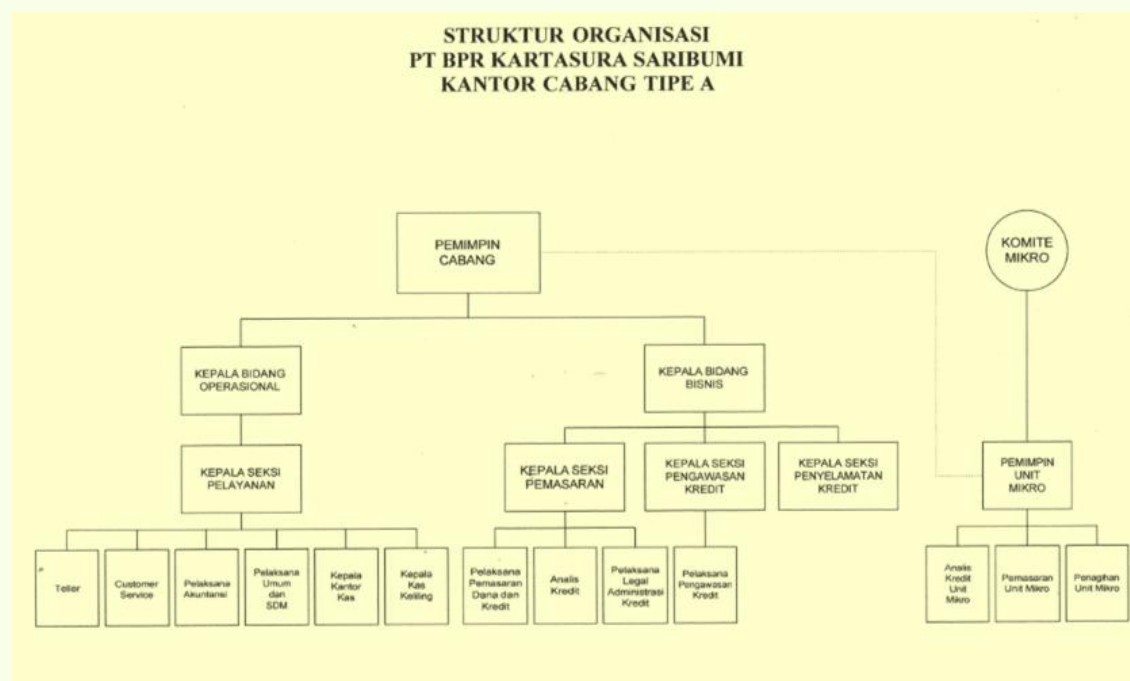 STRUKTUR ORGANISASI
PT BPR KARTASURA SARIBUMI
KANTOR CABANG TIPE A
PEMIMPIN
CABANG
KOMITE
MIKRO
KEPALA BIDANG
OPERASIONAL
KEPALA BIDANG
BISNIS
KEPALA SEKSI
PELAYANAN
KEPALA SEKSI
PEMASARAN
KEPALA SEKSI
PENGAWASAN
KREDIT
KEPALA SEKSI
PENYELAMATAN
KREDIT
PEMIMPIN
UNIT
MIKRO
Teller
Customer
Service
Pelaksana
Akuntansi
Pelaksana
Umum
dan
SDM
Kepala
Kantor
Kas
Kepala
Kas
Keliling
Pelaksana
Pemasaran
Dana dan
Kredit
Analis
Kredit
Pelaksana
Legal
Administrasi
Kredit
Pelaksana
Pengawasan
Kredit
Analis
Kredit
Unit
Mikro
Pemasaran
Unit Mikro
Penagihan
Unit Mikro